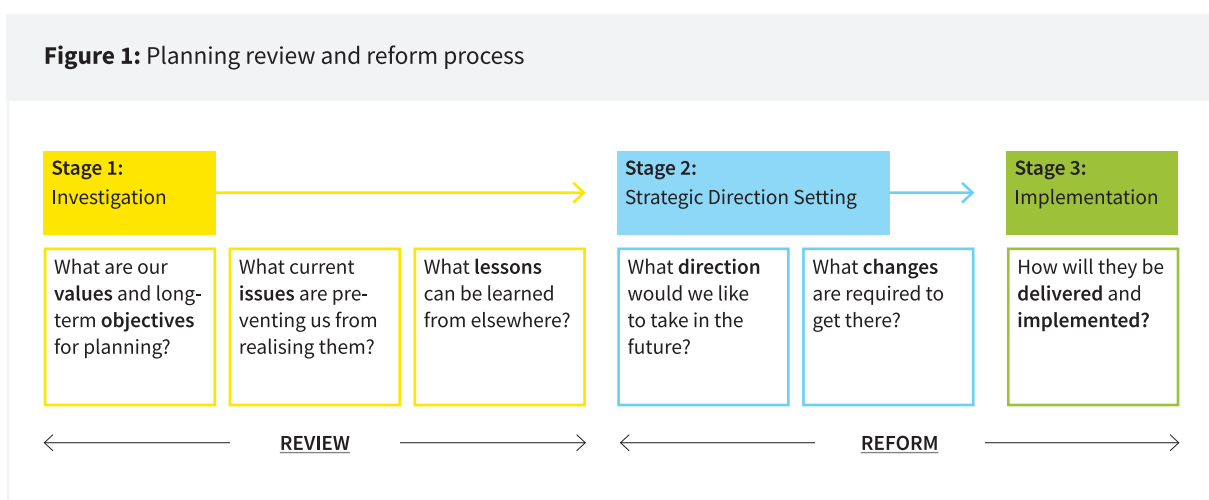 Figure 1: Planning review and reform process
Stage 1:
Investigation
Stage 2:
Strategic Direction Setting
Stage 3:
Implementation
What are our
values and long-
term objectives
for planning?
What current
issues are pre-
venting us from
realising them?
What lessons
can be learned
from elsewhere?
What direction
would we like
to take in the
future?
What changes
are required to
get there?
How will they be
delivered and
implemented?
REVIEW
REFORM